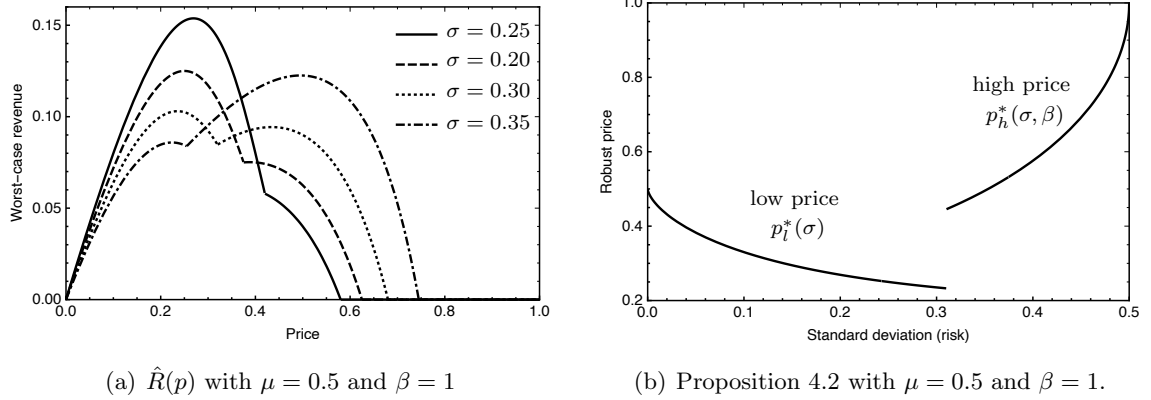 0.15
0.10
0.05
0.00
Worst-case revenue
σ = 0.25
σ = 0.20
σ = 0.30
σ = 0.35
0.0 0.2 0.4 0.6 0.8 1.0
Price
(a) R̂(p) with μ = 0.5 and β = 1
1.0
0.8
0.6
0.4
0.2
Robust price
high price
p*h(σ, β)
low price
p*l(σ)
0.0 0.1 0.2 0.3 0.4 0.5
Standard deviation (risk)
(b) Proposition 4.2 with μ = 0.5 and β = 1.